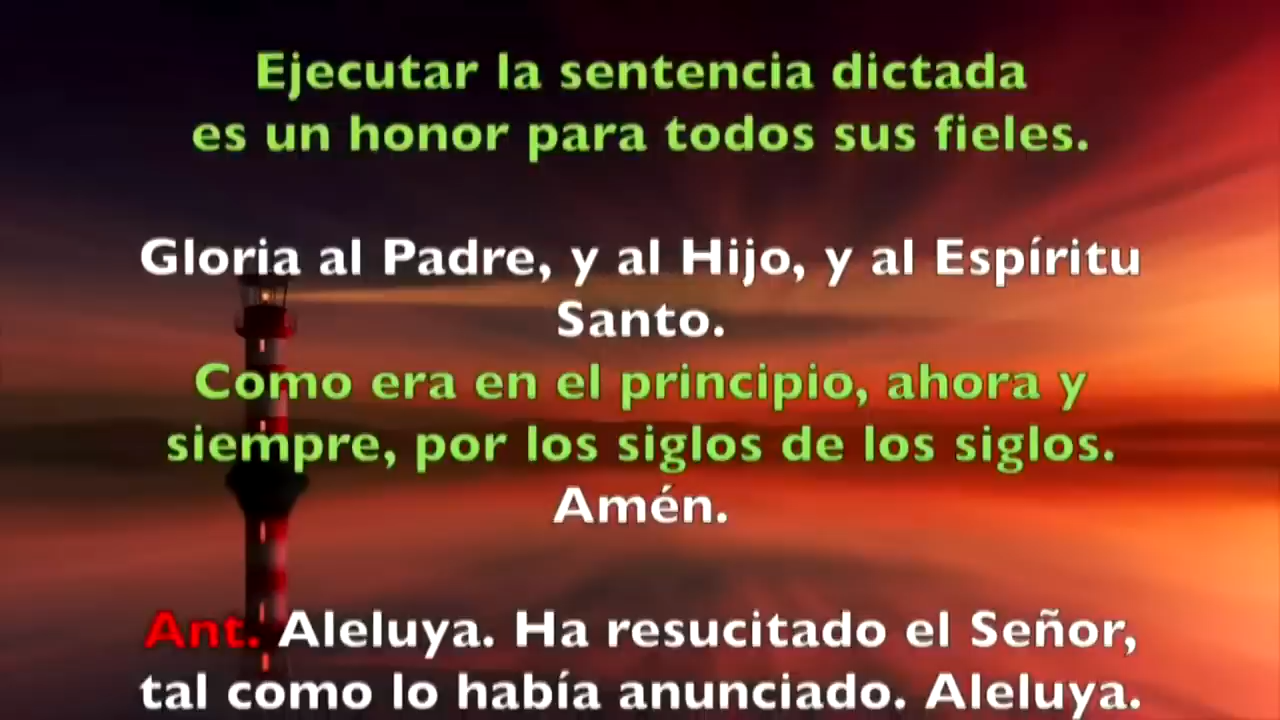 Ejecutar la sentencia dictada
es un honor para todos sus fieles.
Gloria al Padre, y al Hijo, y al Espíritu
Santo.
Como era en el principio, ahora y
siempre, por los siglos de los siglos.
Amén.
Ant. Aleluya. Ha resucitado el Señor,
tal como lo había anunciado. Aleluya.